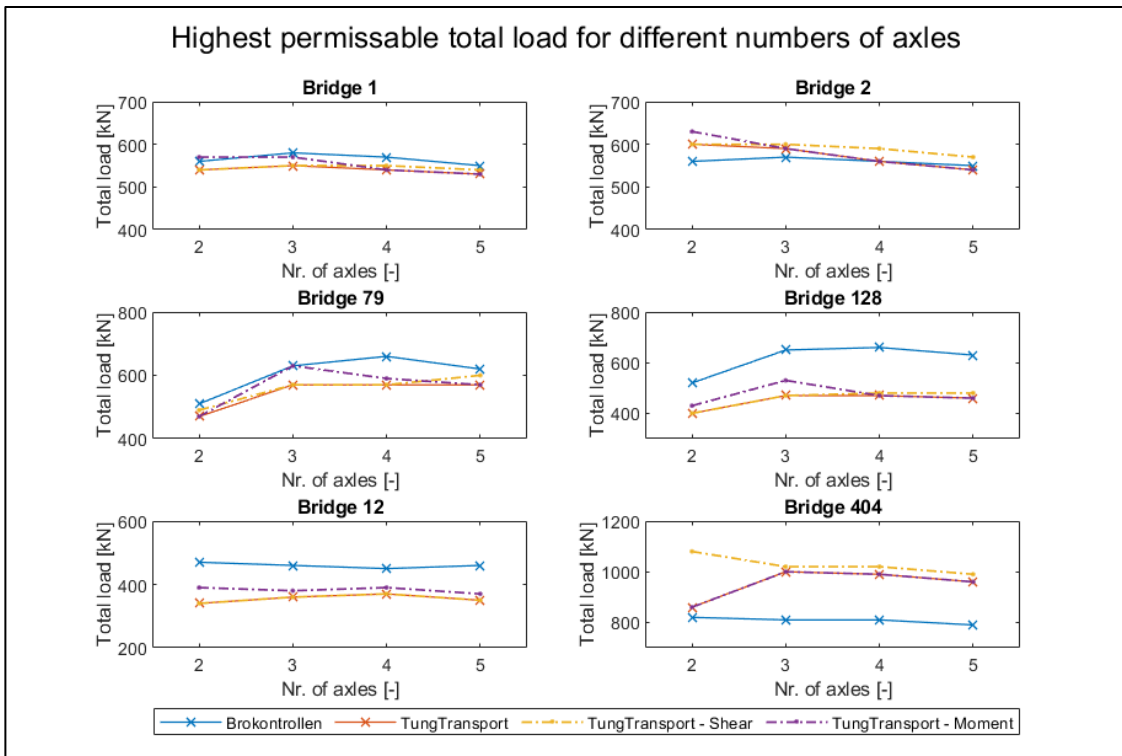 Highest permissable total load for different numbers of axles
Bridge 1
700
600
500
400
Total load [kN]
2 3 4 5
Nr. of axles [-]
Bridge 2
700
600
500
400
Total load [kN]
2 3 4 5
Nr. of axles [-]
Bridge 79
800
600
400
Total load [kN]
2 3 4 5
Nr. of axles [-]
Bridge 128
800
600
400
Total load [kN]
2 3 4 5
Nr. of axles [-]
Bridge 12
600
400
200
Total load [kN]
2 3 4 5
Nr. of axles [-]
Bridge 404
1200
1000
800
Total load [kN]
2 3 4 5
Nr. of axles [-]
Brokontrollen TungTransport TungTransport - Shear TungTransport - Moment